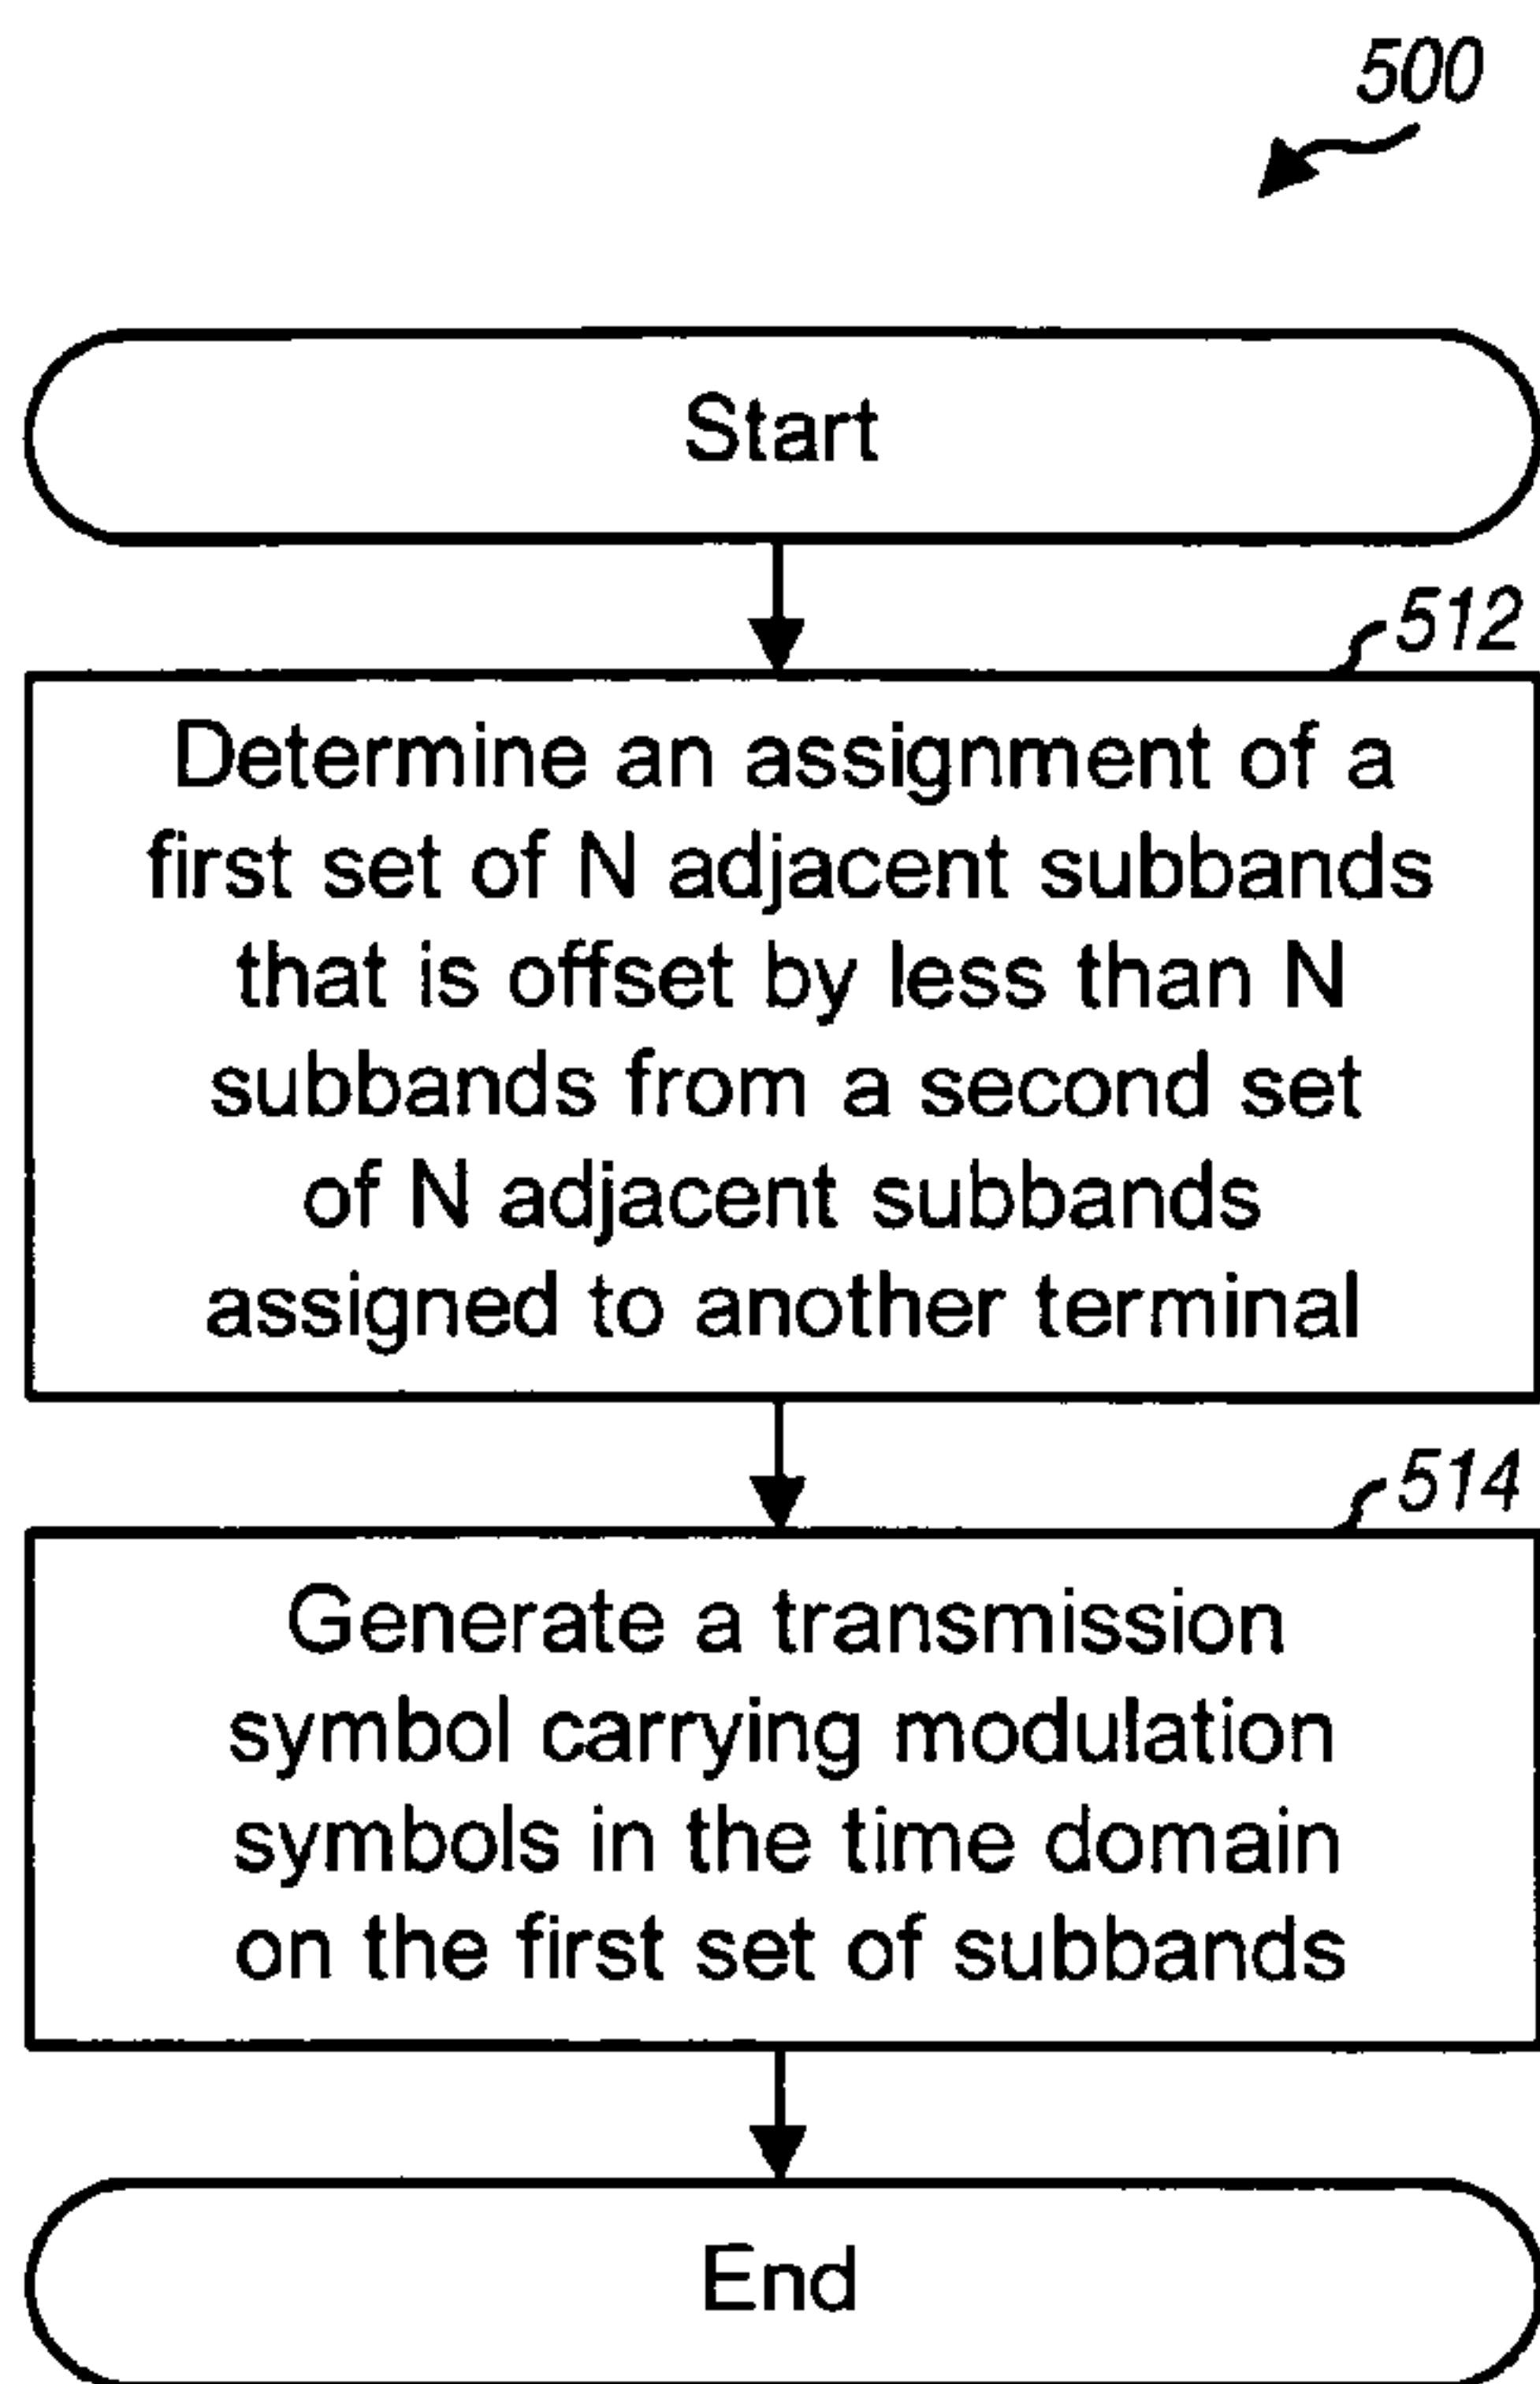 500
Start
512
Determine an assignment of a
first set of N adjacent subbands
that is offset by less than N
subbands from a second set
of N adjacent subbands
assigned to another terminal
514
Generate a transmission
symbol carrying modulation
symbols in the time domain
on the first set of subbands
End